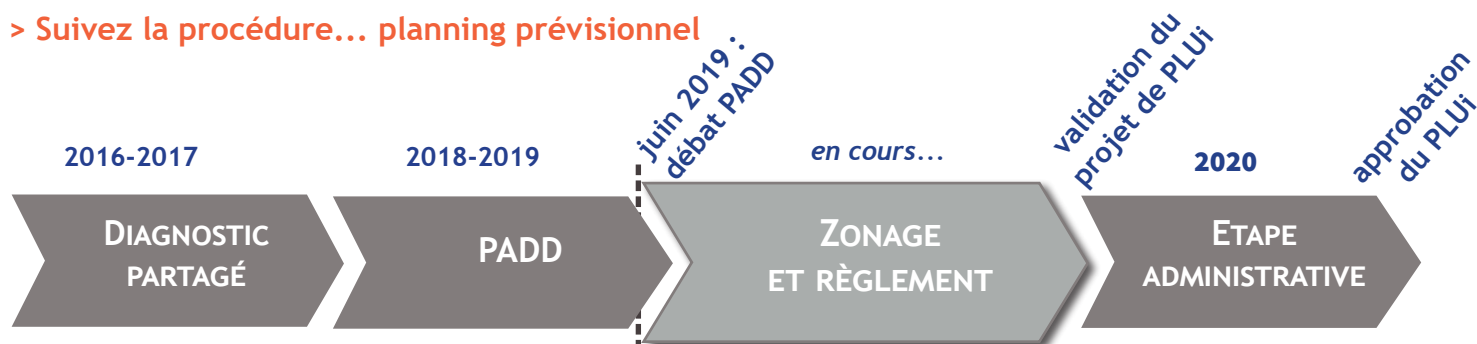 > Suivez la procédure... planning prévisionnel
2016-2017
2018-2019
juin 2019 :
débat PADD
en cours...
validation du
projet de PLUi
2020
approbation
du PLUi
DIAGNOSTIC
PARTAGÉ
PADD
ZONAGE
ET RÈGLEMENT
ETAPE
ADMINISTRATIVE